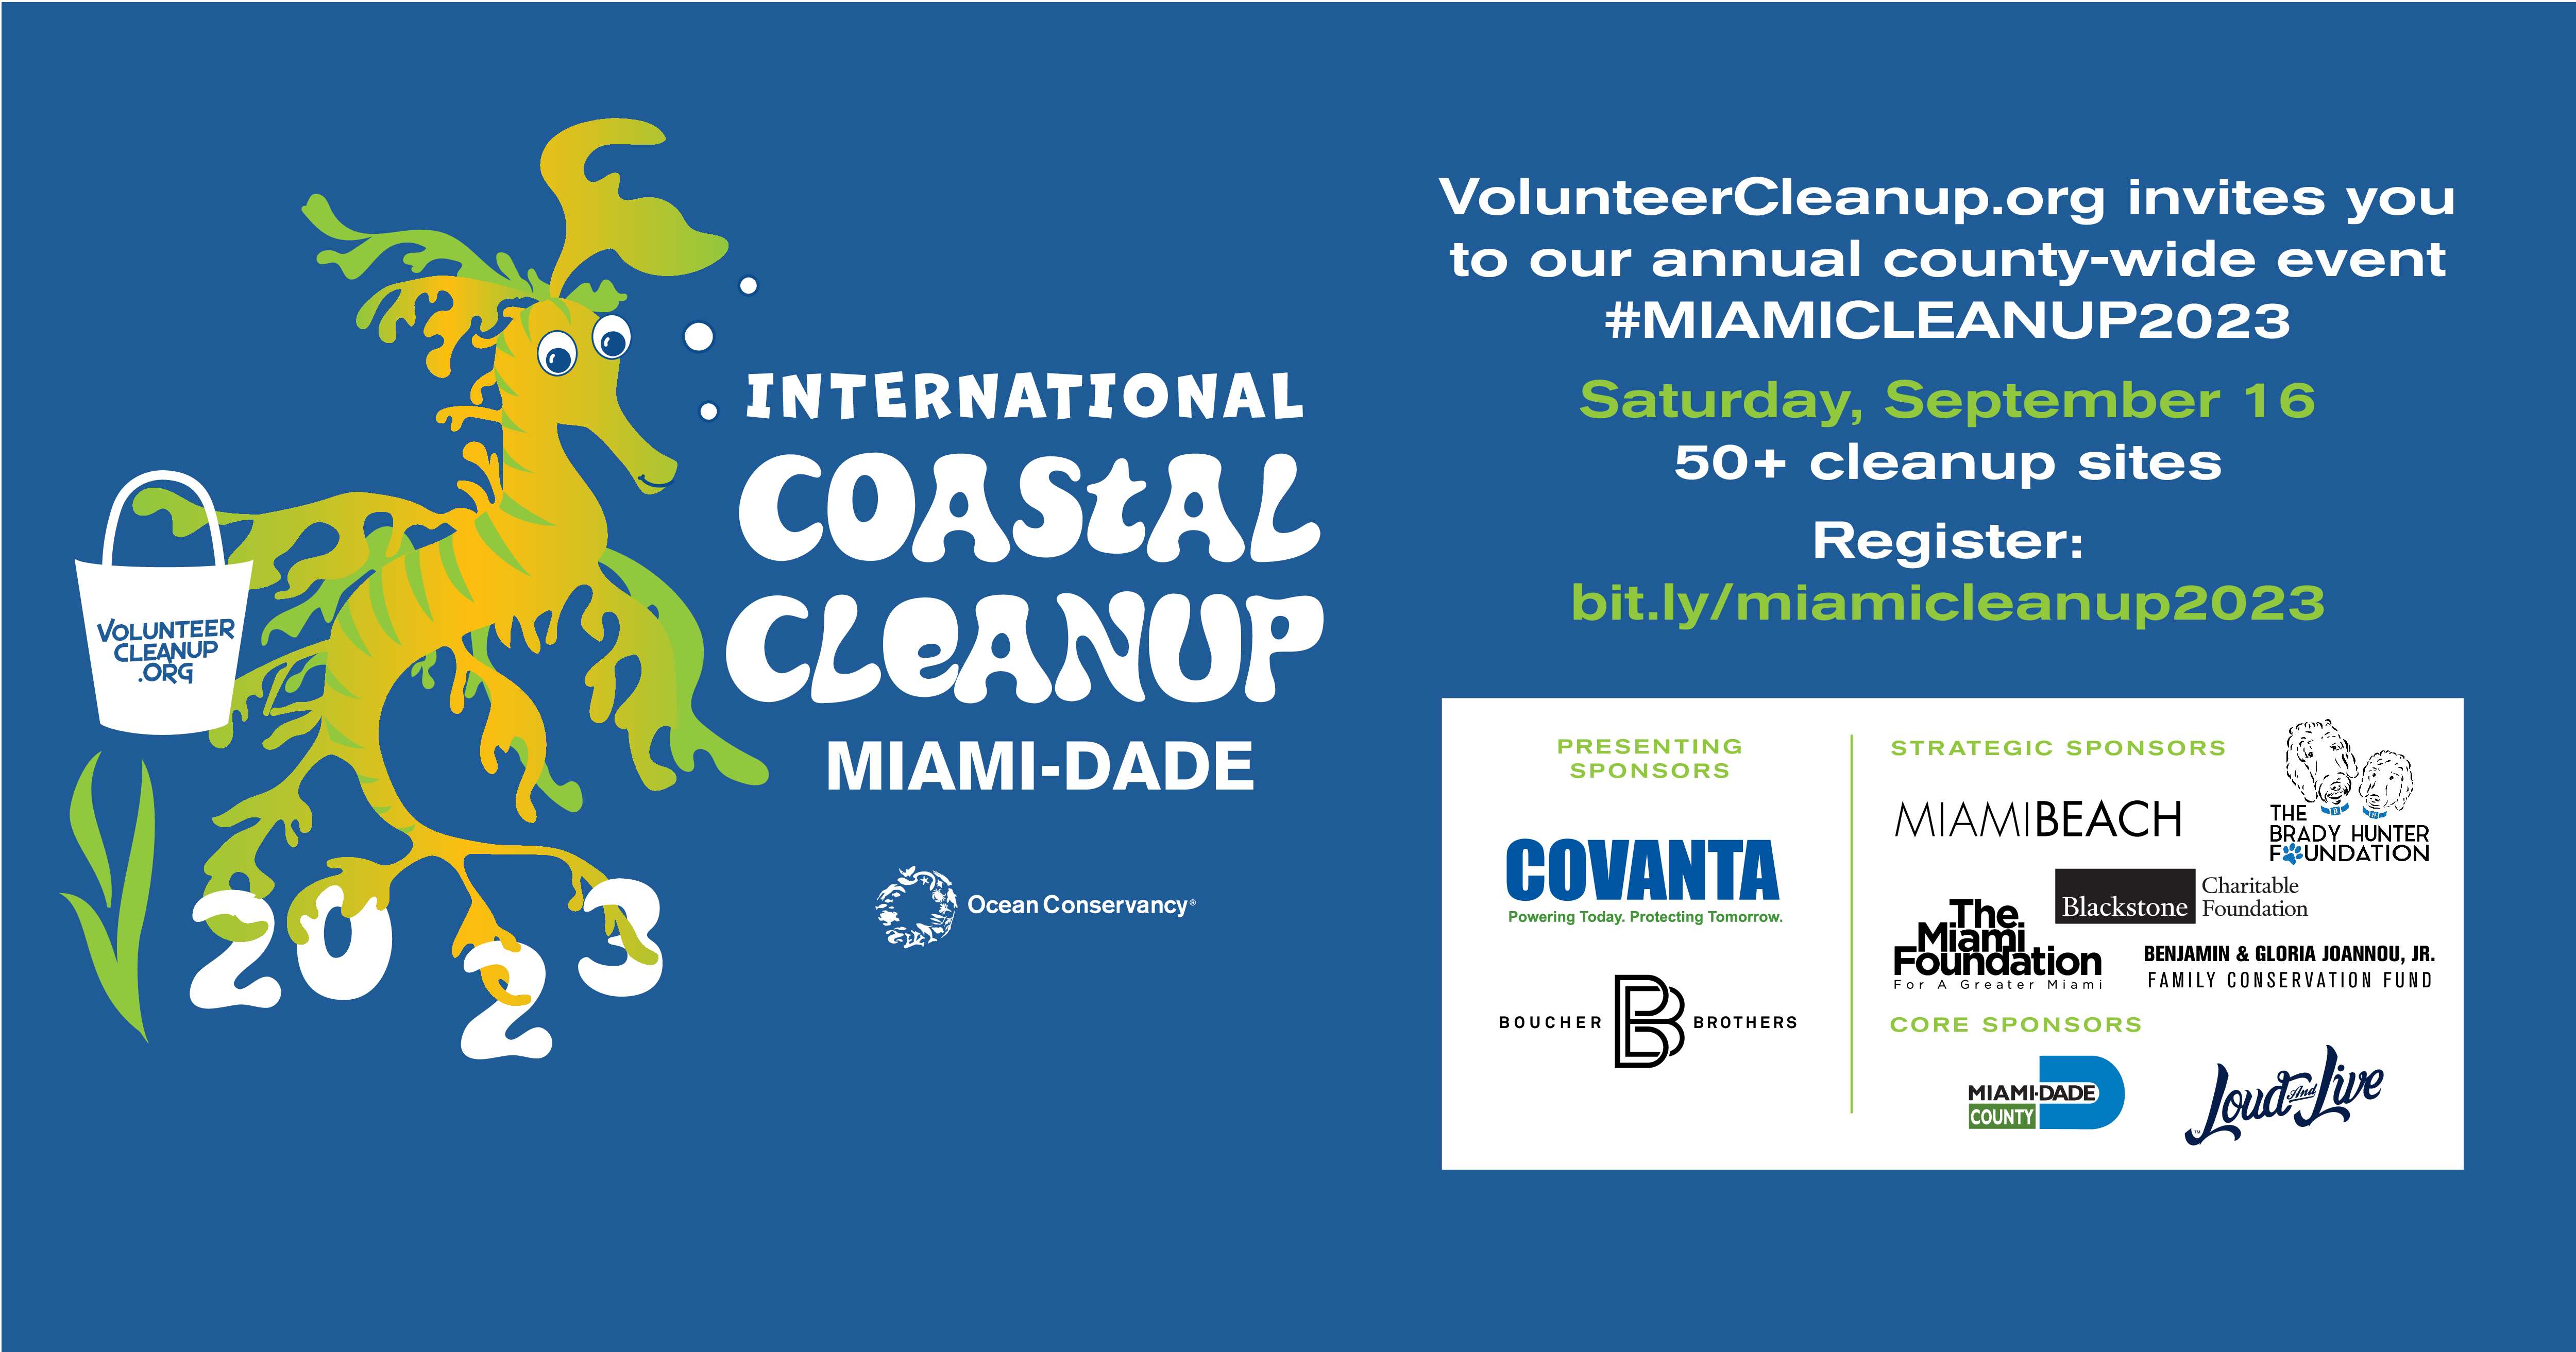 VOLUNTEER
CLEANUP
.ORG
2023
INTERNATIONAL
COAStAL
CLeANUP
MIAMI-DADE
Ocean Conservancy®
VolunteerCleanup.org invites you
to our annual county-wide event
#MIAMICLEANUP2023
Saturday, September 16
50+ cleanup sites
Register:
bit.ly/miamicleanup2023
PRESENTING
SPONSORS
COVANTA
Powering Today. Protecting Tomorrow.
BOUCHER B BROTHERS
STRATEGIC SPONSORS
MIAMIBEACH
THE
BRADY HUNTER
FOUNDATION
Blackstone
Charitable
Foundation
The
Miami
Foundation
For A Greater Miami
BENJAMIN & GLORIA JOANNOU, JR.
FAMILY CONSERVATION FUND
CORE SPONSORS
MIAMI-DADE
COUNTY
Loud And Live
TM